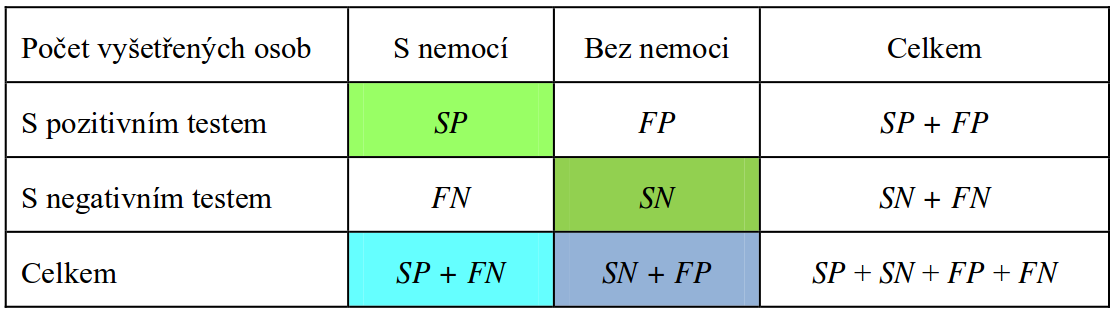 Počet vyšetřených osob S nemocí Bez nemoci Celkem
S pozitivním testem SP FP SP + FP
S negativním testem FN SN SN + FN
Celkem SP + FN SN + FP SP + SN + FP + FN